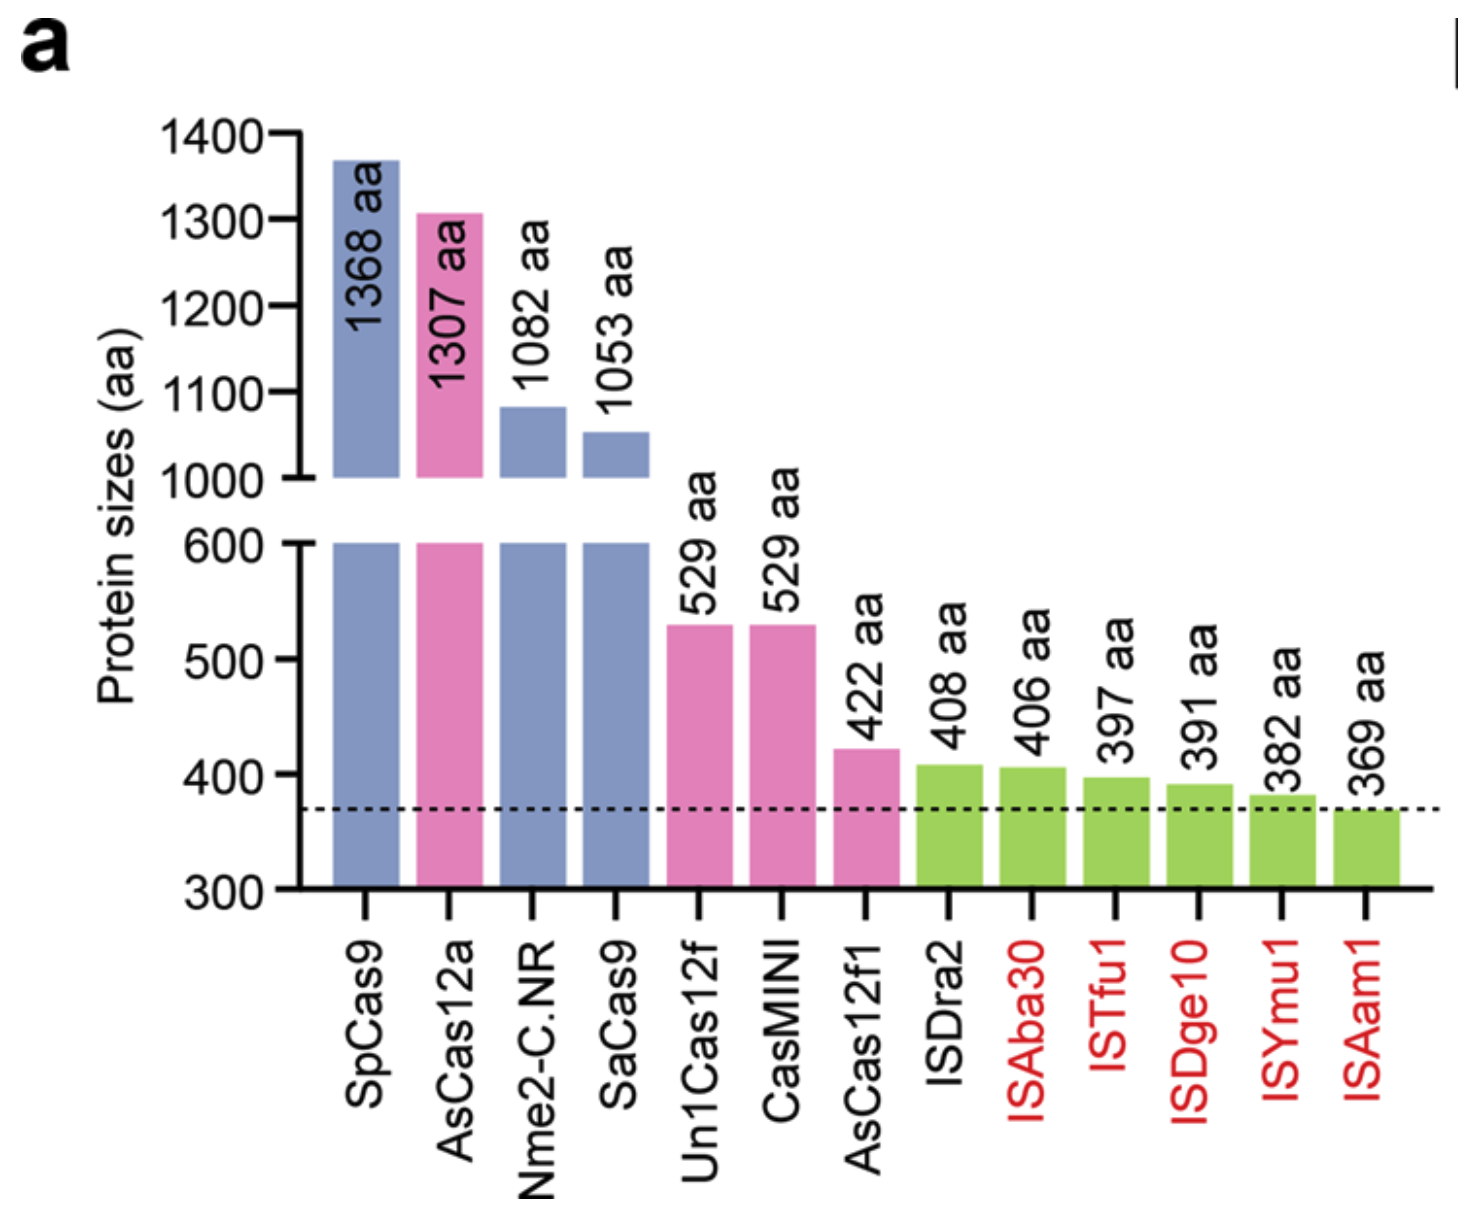 a
Protein sizes (aa)
1400
1300
1200
1100
1000
600
500
400
300
1368 aa
1307 aa
1082 aa
1053 aa
529 aa
529 aa
422 aa
408 aa
406 aa
397 aa
391 aa
382 aa
369 aa
SpCas9
AsCas12a
Nme2-C.NR
SaCas9
Un1Cas12f
CasMINI
AsCas12f1
ISDra2
ISAba30
ISTfu1
ISDge10
ISYmu1
ISAam1